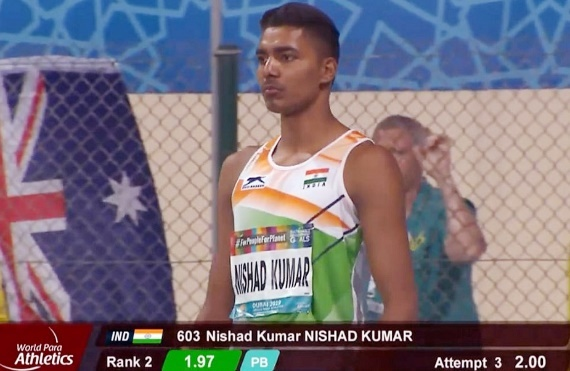 INDIA
#ForPeopleForPlanet
NISHAD KUMAR
DUBAI 2019
World Para
Athletics
IND 603 Nishad Kumar NISHAD KUMAR
Rank 2 1.97 PB Attempt 3 2.00